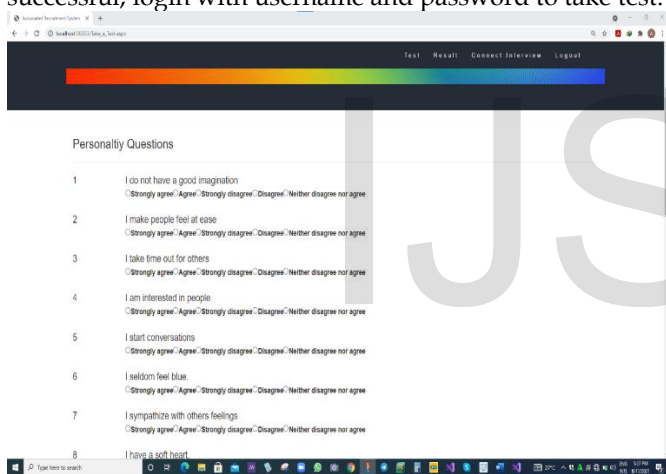 successful, login with username and password to take test.
Automated Recruitment System
Test Result Connect Interview Logout
Personaltiy Questions
1 I do not have a good imagination
Strongly agree Agree Strongly disagree Disagree Neither disagree nor agree
2 I make people feel at ease
Strongly agree Agree Strongly disagree Disagree Neither disagree nor agree
3 I take time out for others
Strongly agree Agree Strongly disagree Disagree Neither disagree nor agree
4 I am interested in people
Strongly agree Agree Strongly disagree Disagree Neither disagree nor agree
5 I start conversations
Strongly agree Agree Strongly disagree Disagree Neither disagree nor agree
6 I seldom feel blue.
Strongly agree Agree Strongly disagree Disagree Neither disagree nor agree
7 I sympathize with others feelings
Strongly agree Agree Strongly disagree Disagree Neither disagree nor agree
8 I have a soft heart.
Type here to search
IJS